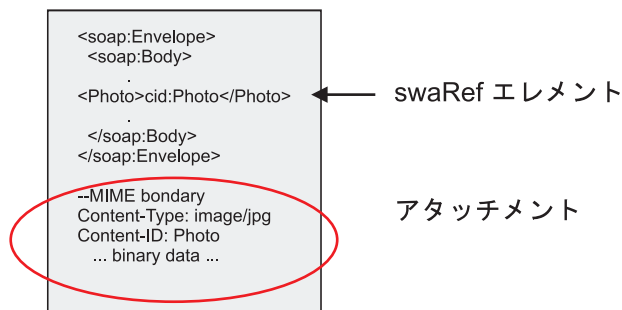 <soap:Envelope>
<soap:Body>
.
<Photo>cid:Photo</Photo>
swaRef エレメント
.
</soap:Body>
</soap:Envelope>
--MIME bondary
Content-Type: image/jpg
アタッチメント
Content-ID: Photo
... binary data ...